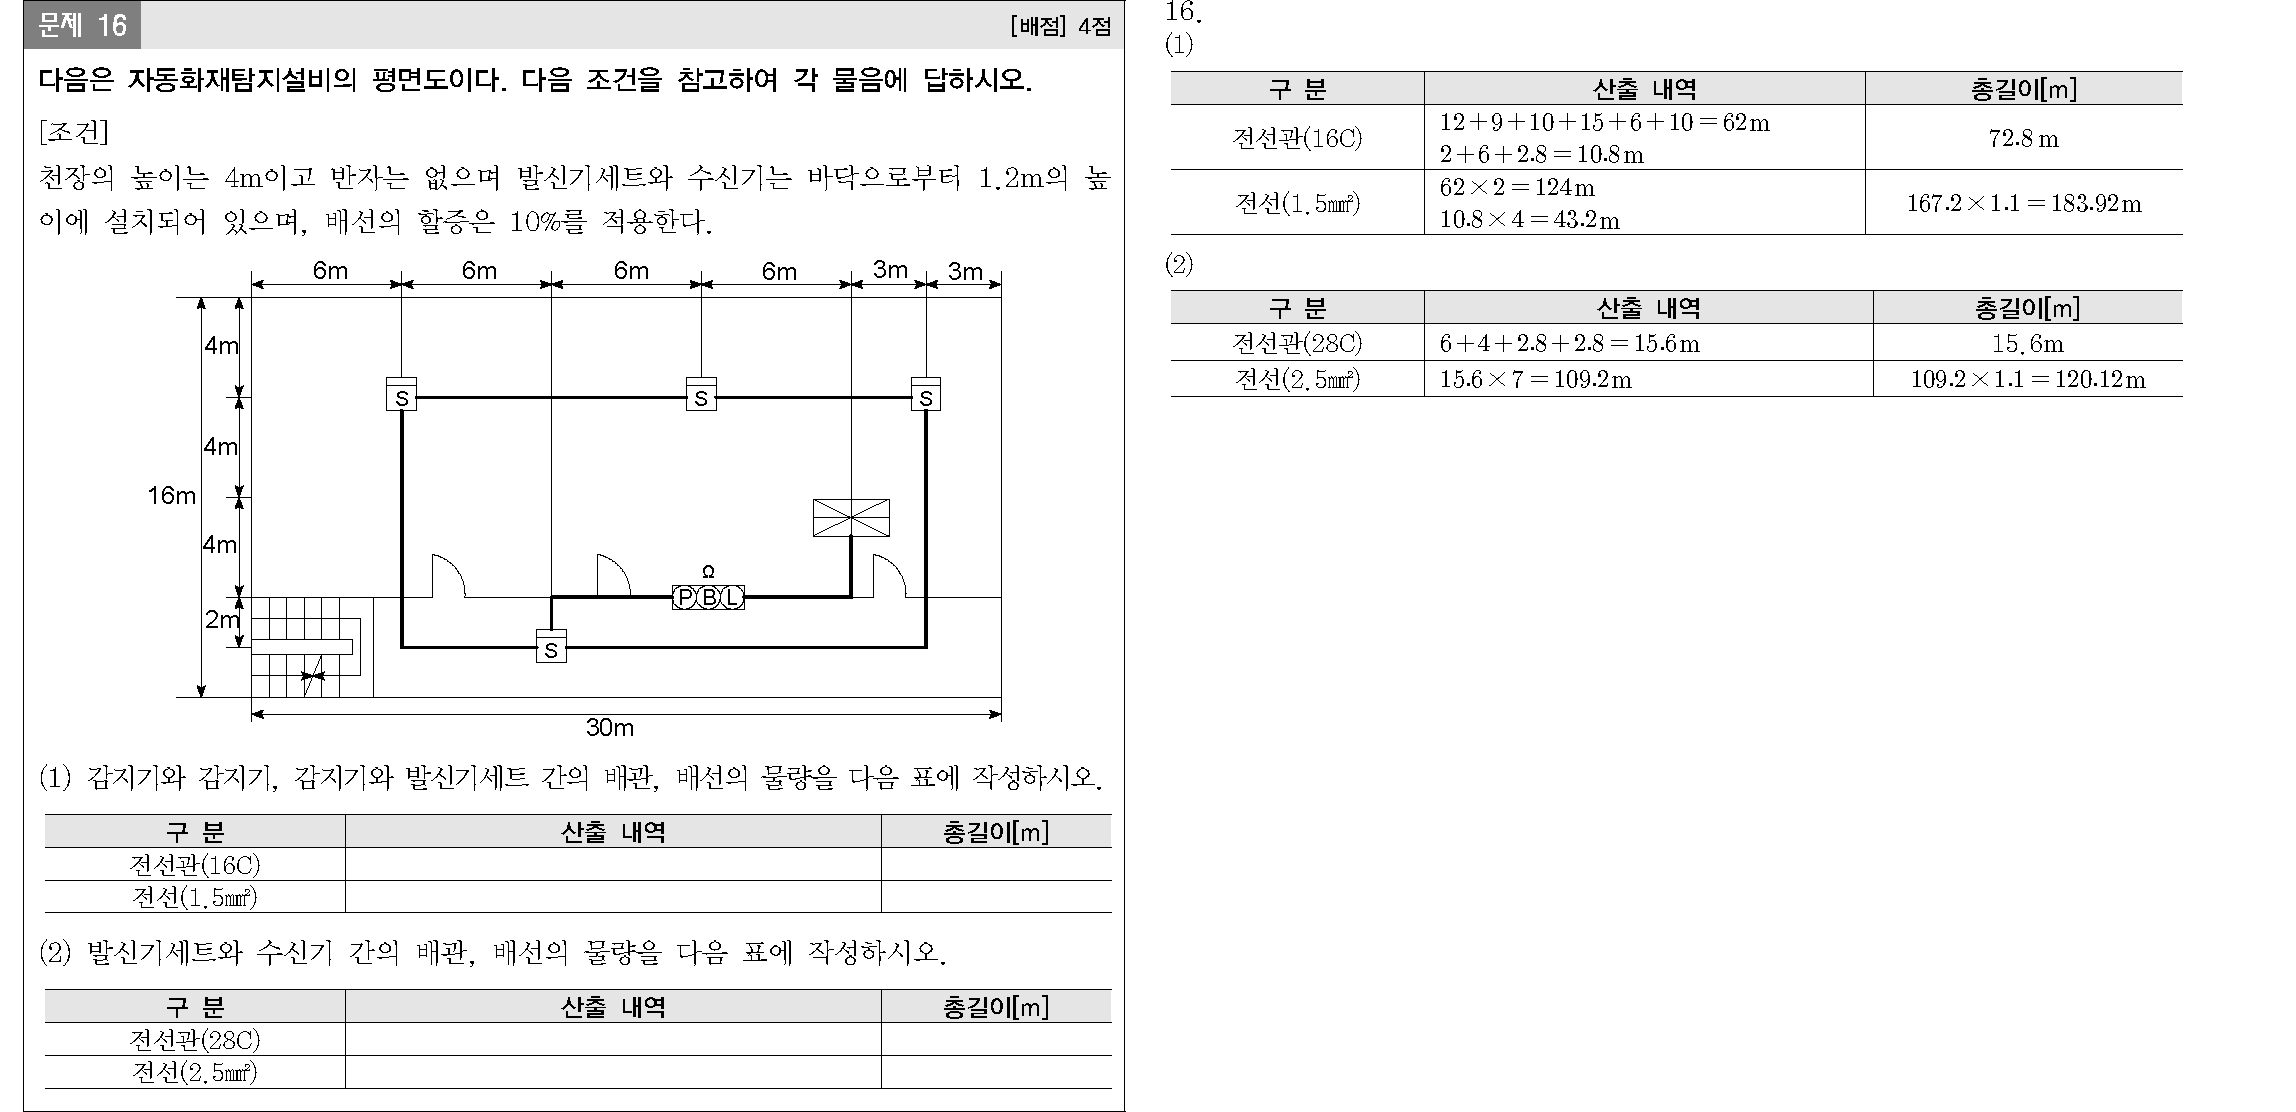 문제 16 [배점] 4점
다음은 자동화재탐지설비의 평면도이다. 다음 조건을 참고하여 각 물음에 답하시오.
[조건]
천장의 높이는 4m이고 반자는 없으며 발신기세트와 수신기는 바닥으로부터 1.2m의 높
이에 설치되어 있으며, 배선의 할증은 10%를 적용한다.
6m 6m 6m 6m 3m 3m
4m
S S S
4m
16m
4m
Ω
P B L
2m
S
30m
(1) 감지기와 감지기, 감지기와 발신기세트 간의 배관, 배선의 물량을 다음 표에 작성하시오.
구 분 산출 내역 총길이[m]
전선관(16C)
전선(1.5㎟)
(2) 발신기세트와 수신기 간의 배관, 배선의 물량을 다음 표에 작성하시오.
구 분 산출 내역 총길이[m]
전선관(28C)
전선(2.5㎟)
16.
(1)
구 분 산출 내역 총길이[m]
전선관(16C) 12+9+10+15+6+10=62m 72.8m
2+6+2.8=10.8m
전선(1.5㎟) 62×2=124m 167.2×1.1=183.92m
10.8×4=43.2m
(2)
구 분 산출 내역 총길이[m]
전선관(28C) 6+4+2.8+2.8=15.6m 15.6m
전선(2.5㎟) 15.6×7=109.2m 109.2×1.1=120.12m